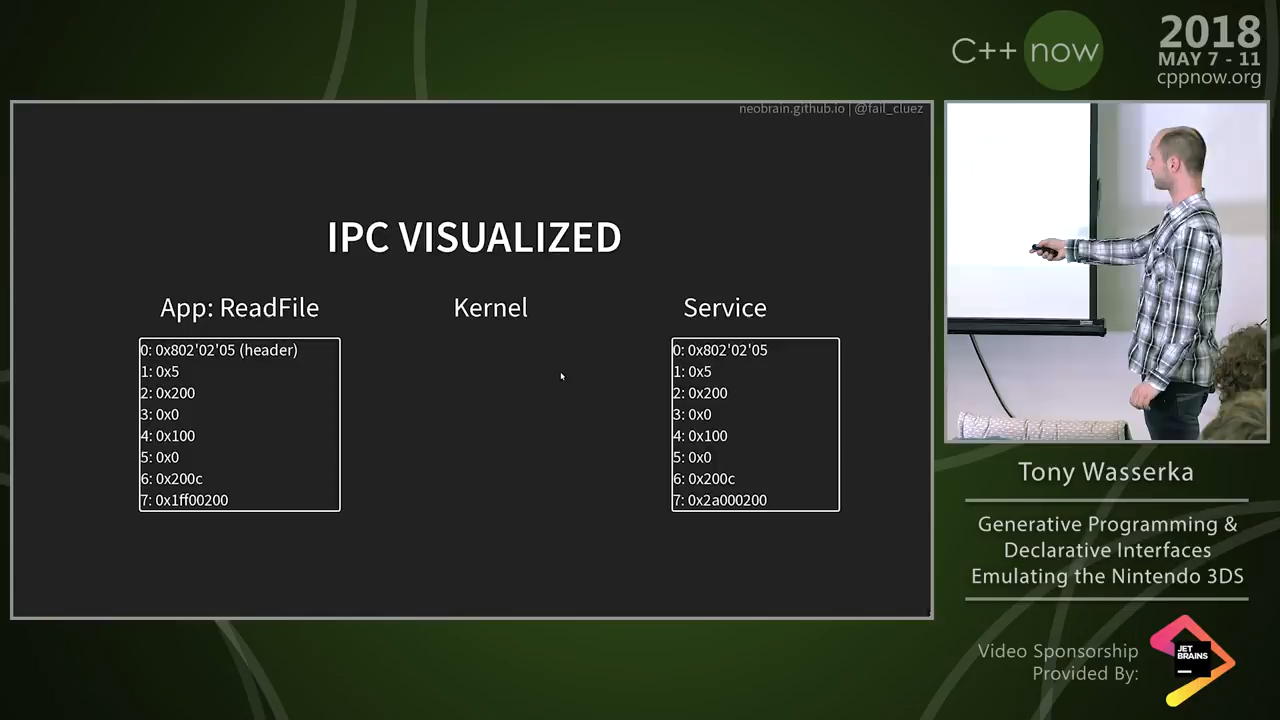 C++ now
2018
MAY 7 - 11
cppnow.org
neobrain.github.io | @fail_cluez
IPC VISUALIZED
App: ReadFile
Kernel
Service
0: 0x802'02'05 (header)
1: 0x5
2: 0x200
3: 0x0
4: 0x100
5: 0x0
6: 0x200c
7: 0x1ff00200
0: 0x802'02'05
1: 0x5
2: 0x200
3: 0x0
4: 0x100
5: 0x0
6: 0x200c
7: 0x2a000200
Tony Wasserka
Generative Programming &
Declarative Interfaces
Emulating the Nintendo 3DS
Video Sponsorship
Provided By:
JET
BRAINS